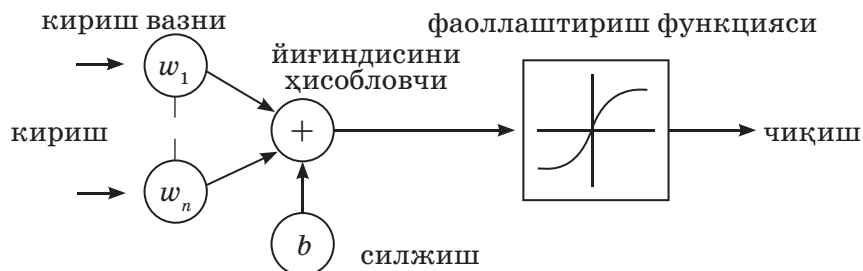 кириш вазни
фаоллаштириш функцияси
йиғиндисини
ҳисобловчи
w1
+
кириш
чиқиш
wn
b
силжиш